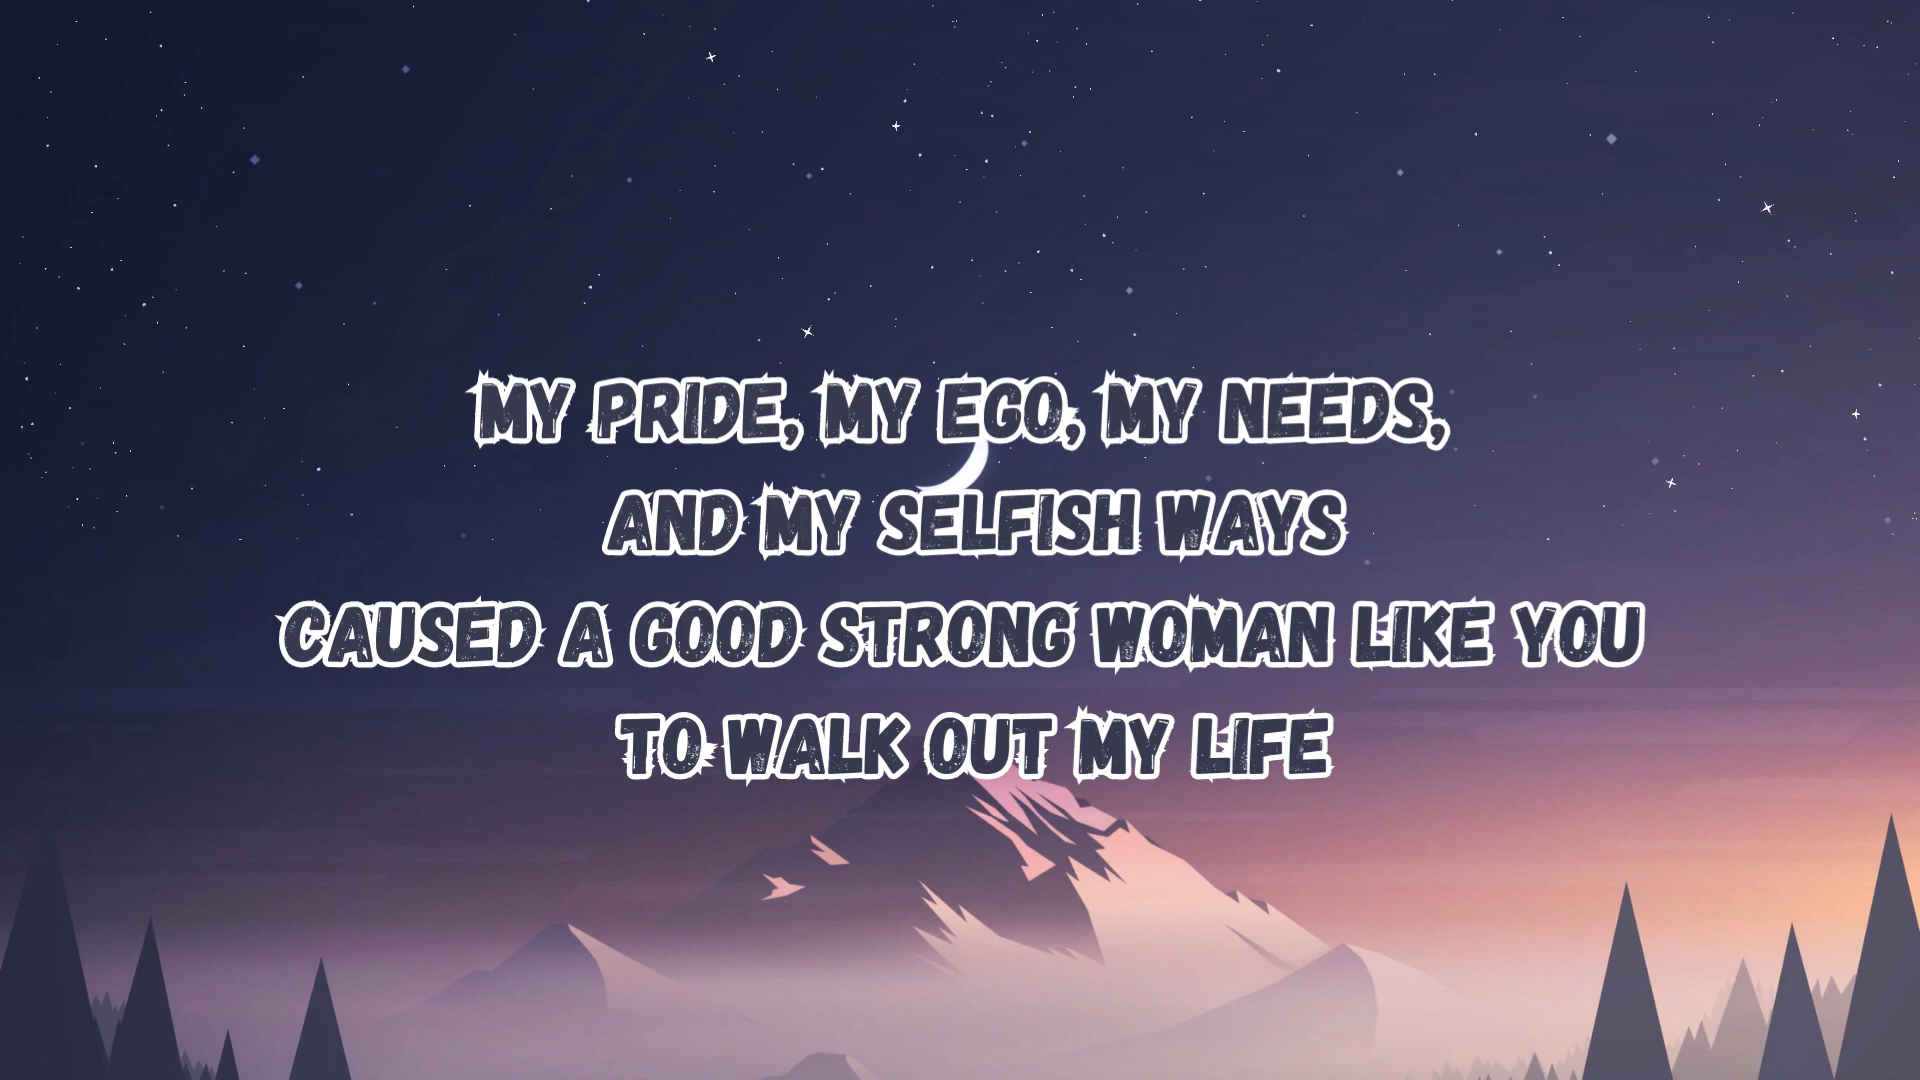 MY PRIDE, MY EGO, MY NEEDS,
AND MY SELFISH WAYS
CAUSED A GOOD STRONG WOMAN LIKE YOU
TO WALK OUT MY LIFE